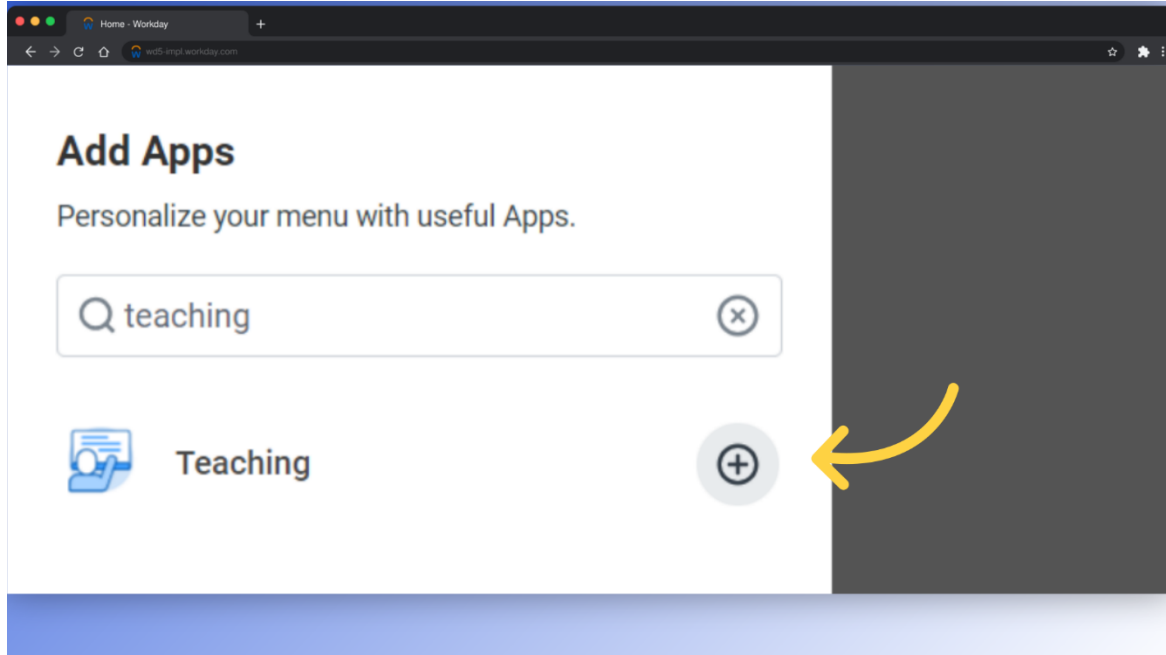 Home - Workday
wd5-impl.workday.com
Add Apps
Personalize your menu with useful Apps.
teaching
Teaching